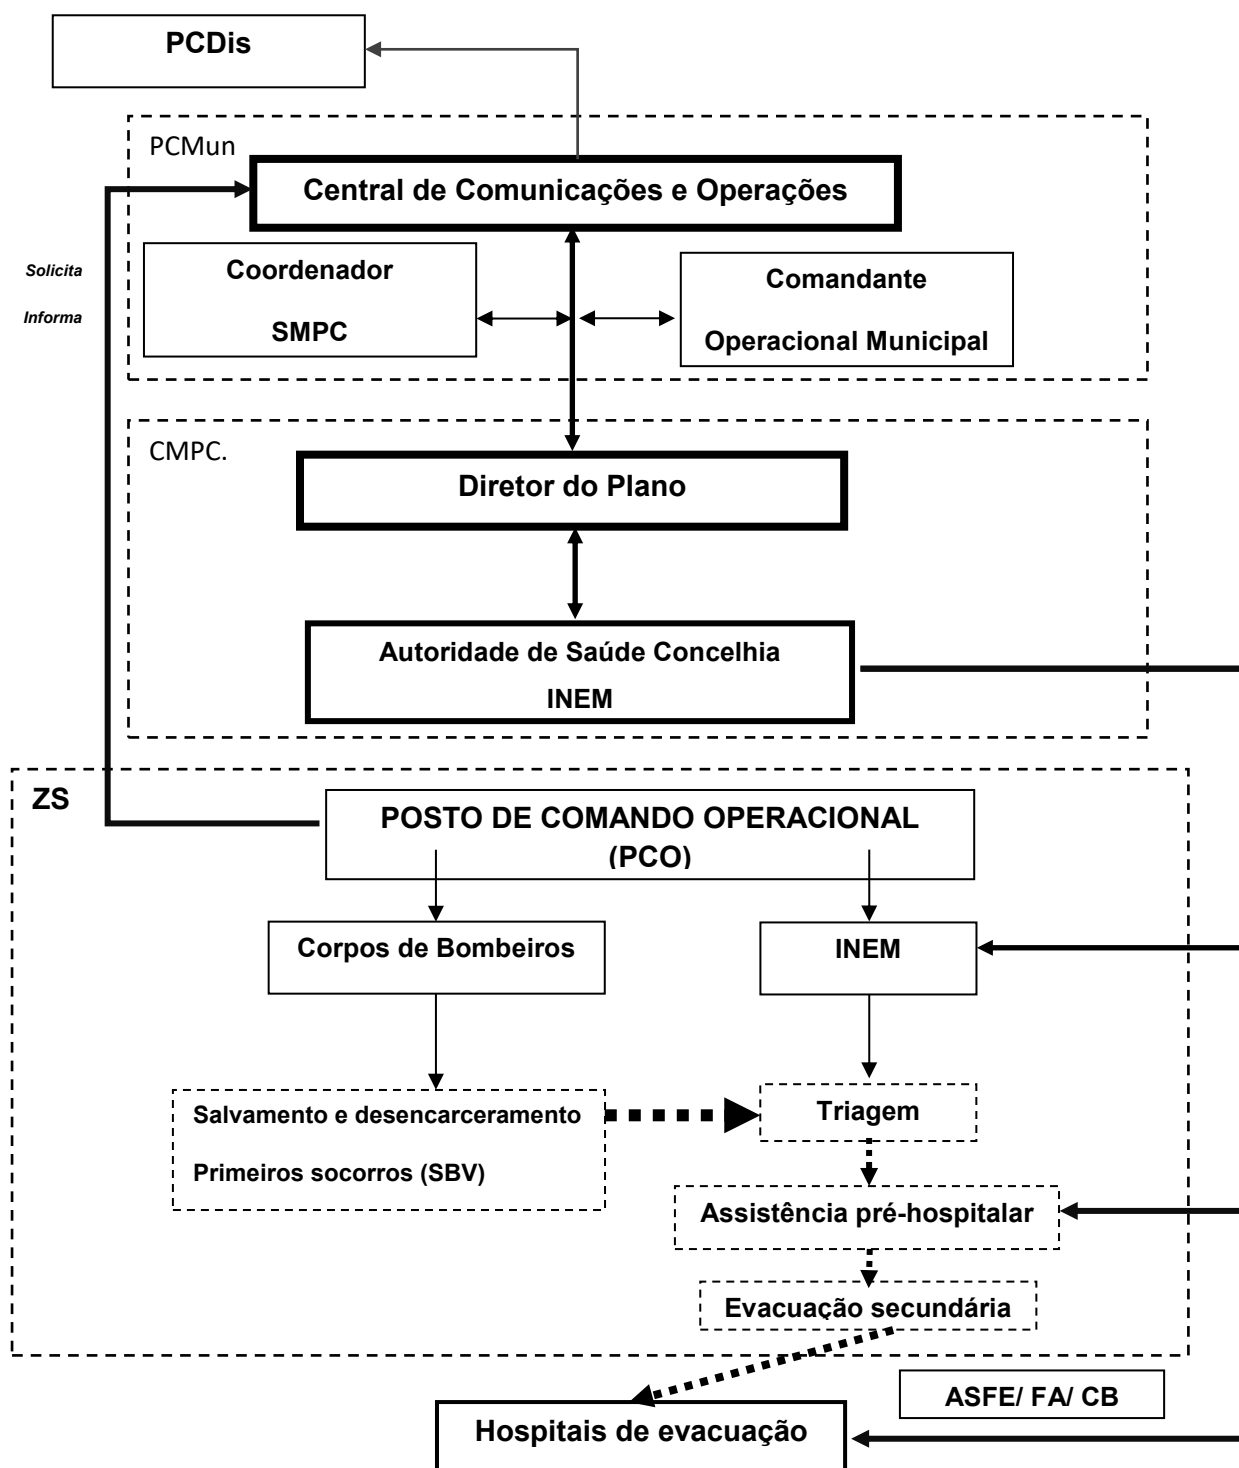 PCDis
PCMun
Central de Comunicações e Operações
Solicita
Informa
Coordenador
SMPC
Comandante
Operacional Municipal
CMPC.
Diretor do Plano
Autoridade de Saúde Concelhia
INEM
ZS
POSTO DE COMANDO OPERACIONAL
(PCO)
Corpos de Bombeiros
INEM
Salvamento e desencarceramento
Primeiros socorros (SBV)
Triagem
Assistência pré-hospitalar
Evacuação secundária
ASFE/ FA/ CB
Hospitais de evacuação